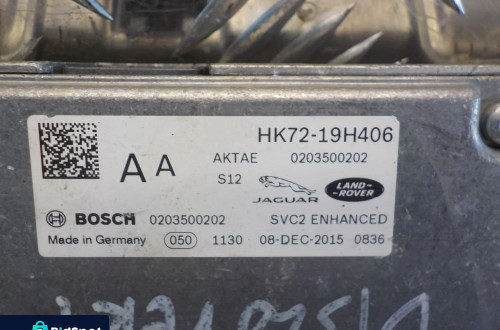 HK72-19H406
A A AKTAE 0203500202
S12 JAGUAR LAND-ROVER
BOSCH 0203500202 SVC2 ENHANCED
Made in Germany 050 1130 08-DEC-2015 0836
BidSpot